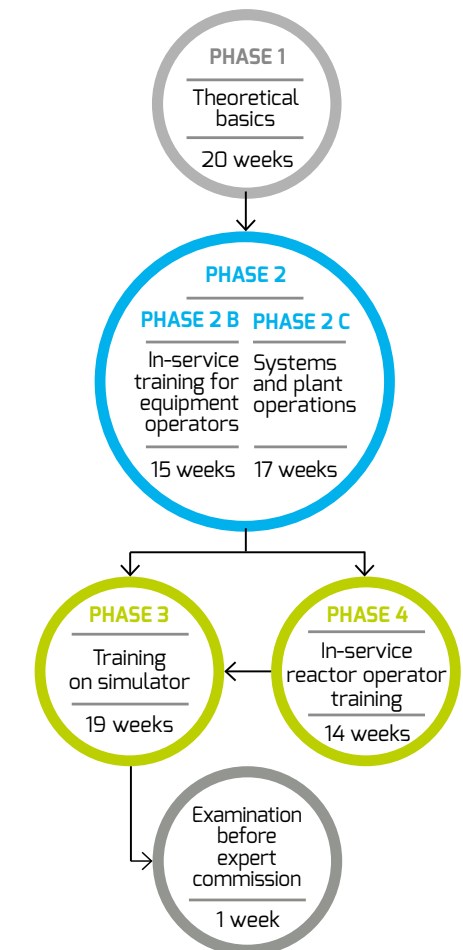 PHASE 1
Theoretical
basics
20 weeks
PHASE 2
PHASE 2 B
In-service
training for
equipment
operators
15 weeks
PHASE 2 C
Systems
and plant
operations
17 weeks
PHASE 3
Training
on simulator
19 weeks
PHASE 4
In-service
reactor operator
training
14 weeks
Examination
before
expert
commission
1 week